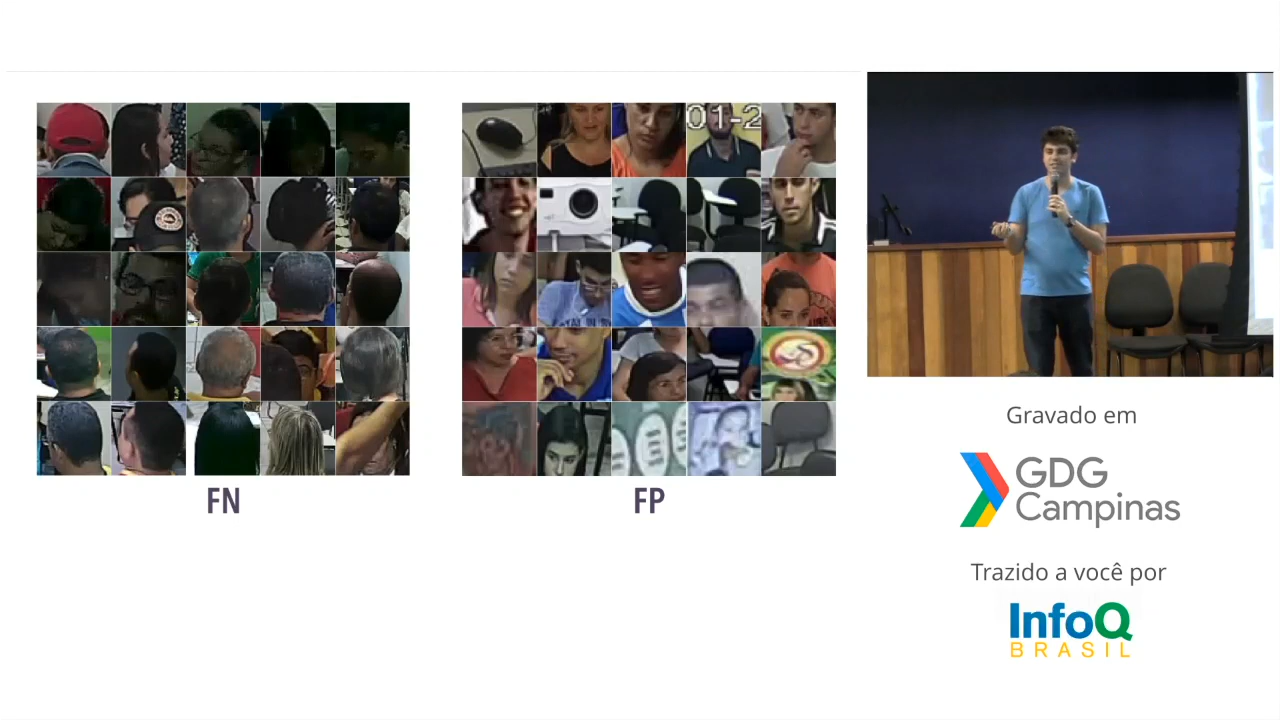 01-2
FN
FP
Gravado em
GDG
Campinas
Trazido a você por
InfoQ
BRASIL